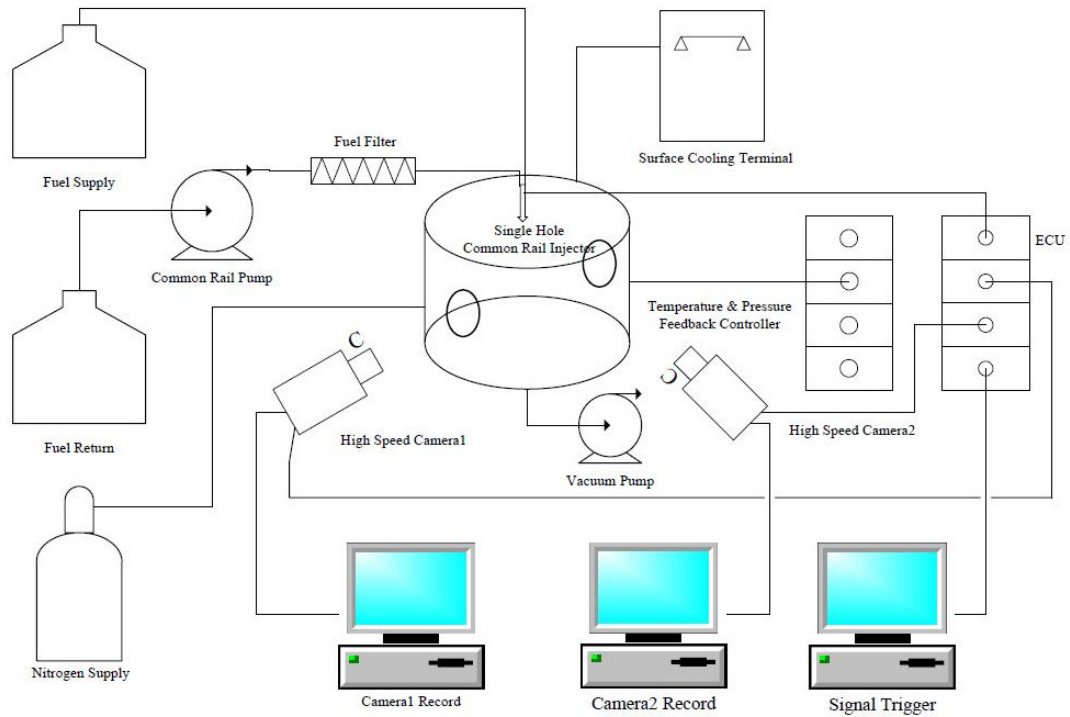 Fuel Filter
Surface Cooling Terminal
Fuel Supply
Single Hole
Common Rail Injector
ECU
Common Rail Pump
Temperature & Pressure
Feedback Controller
Fuel Return
High Speed Camera1
High Speed Camera2
Vacuum Pump
Nitrogen Supply
Camera1 Record
Camera2 Record
Signal Trigger